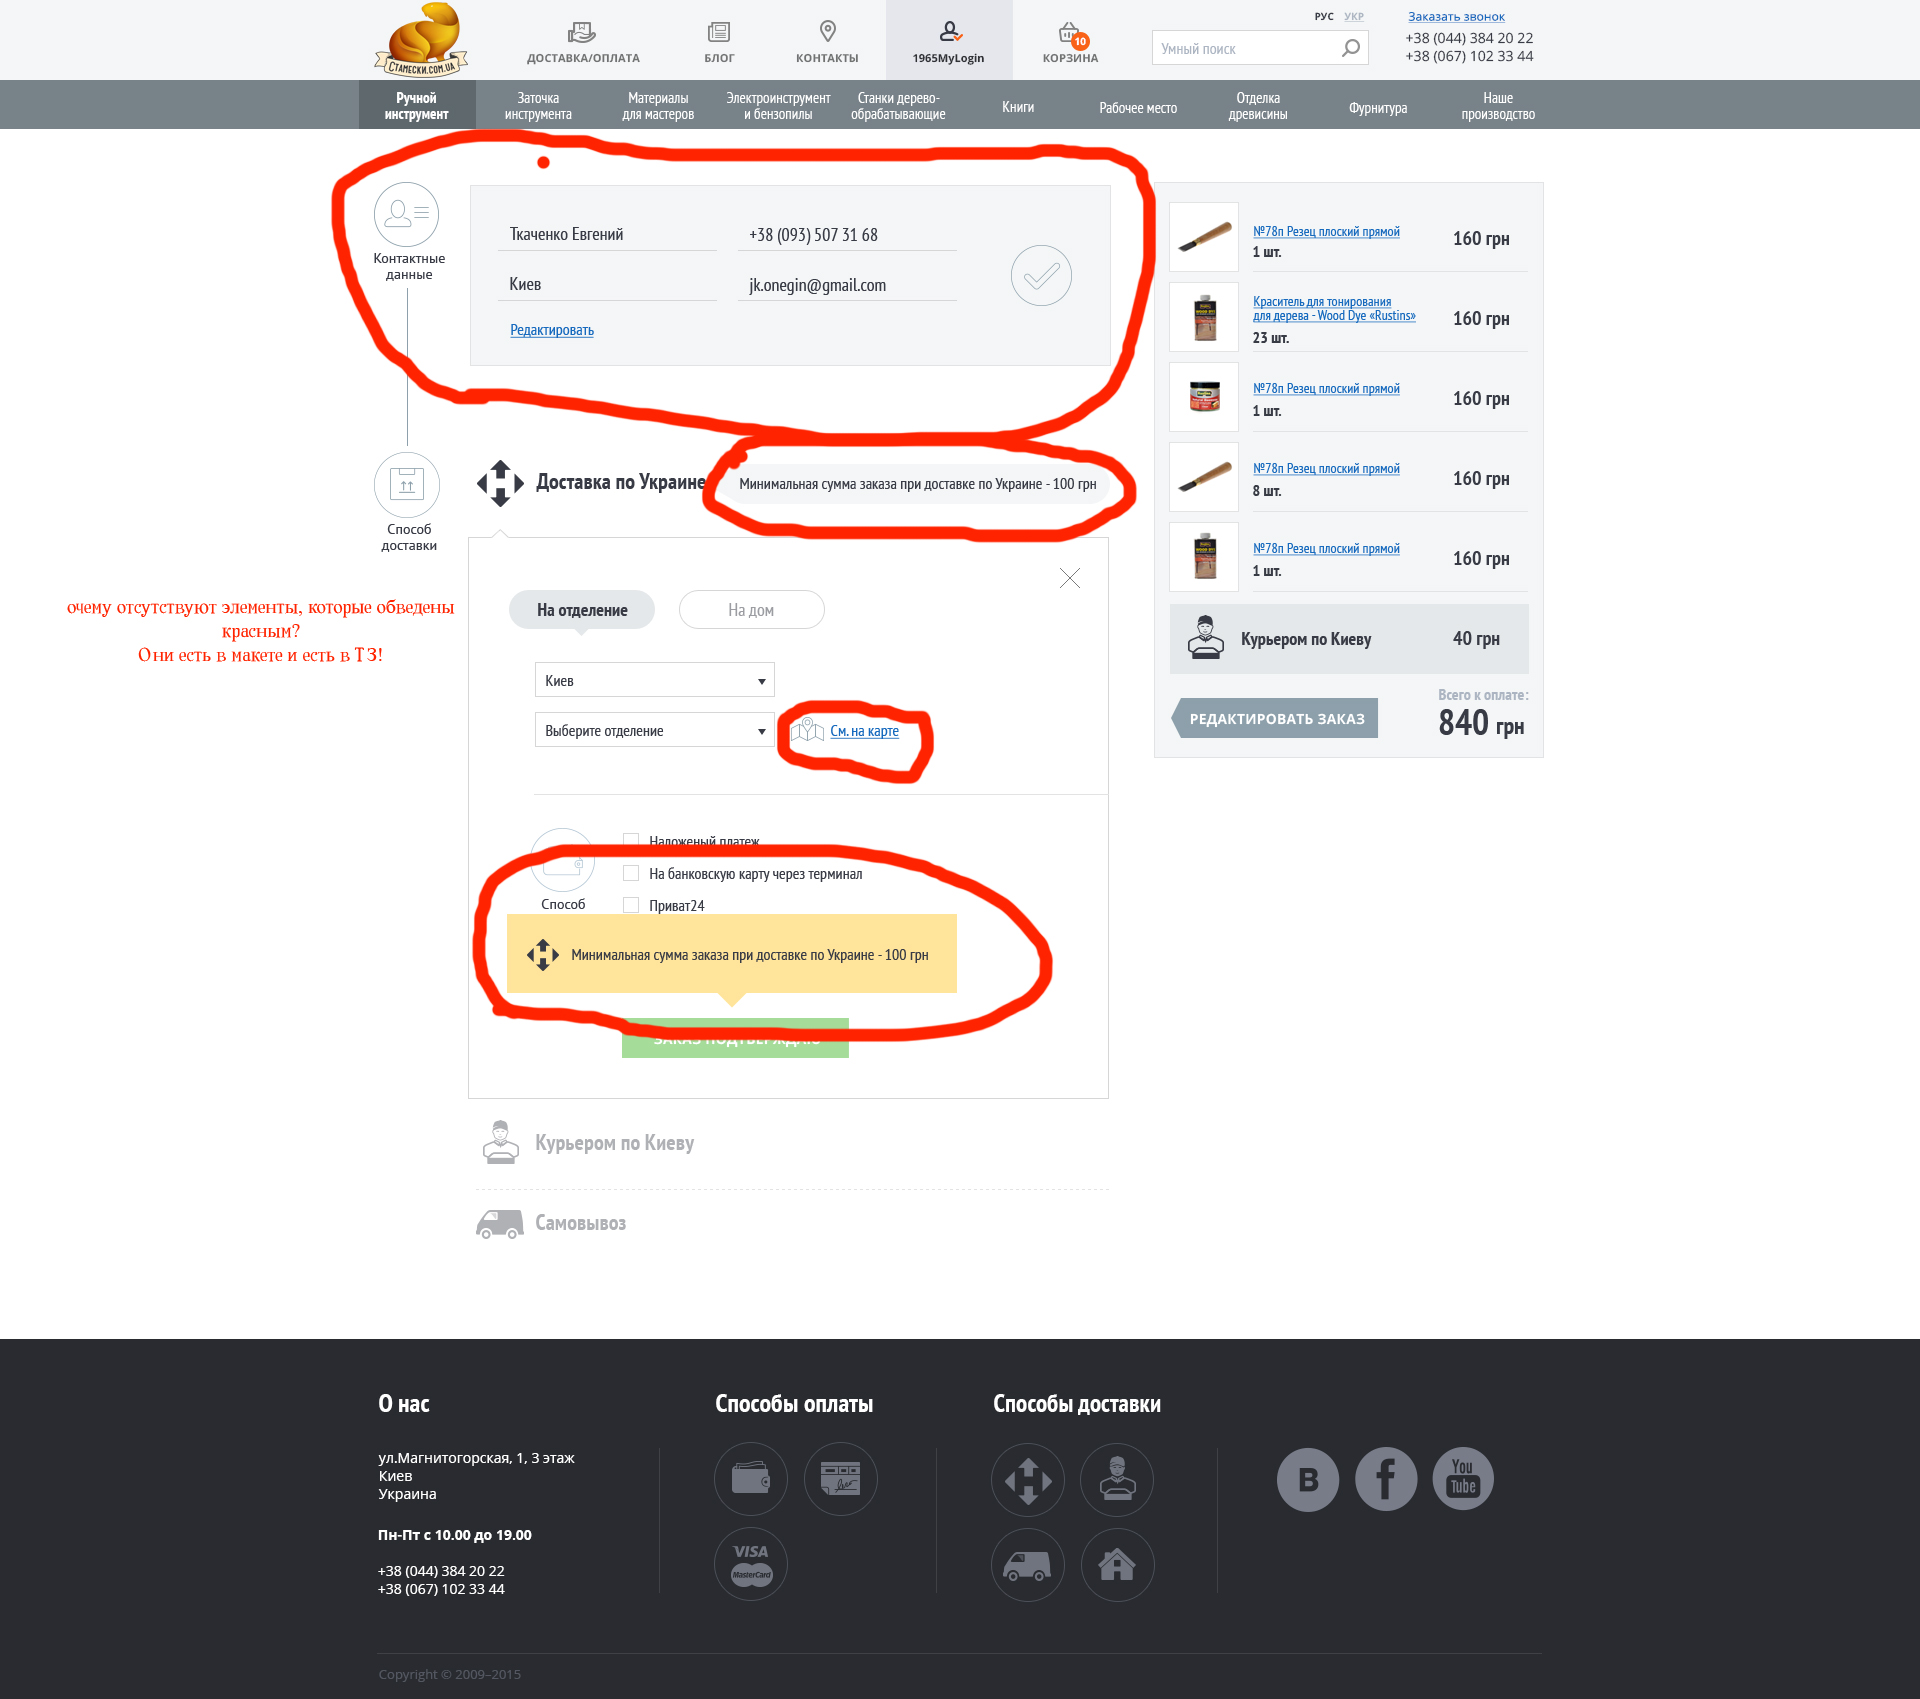 Стамески.com.ua
ДОСТАВКА/ОПЛАТА
БЛОГ
КОНТАКТЫ
1965MyLogin
10
КОРЗИНА
РУС
УКР
Умный поиск
Заказать звонок
+38 (044) 384 20 22
+38 (067) 102 33 44
Ручной
инструмент
Заточка
инструмента
Материалы
для мастеров
Электроинструмент
и бензопилы
Станки дерево-
обрабатывающие
Книги
Рабочее место
Отделка
древисины
Фурнитура
Наше
производство
Контактные
данные
Ткаченко Евгений
+38 (093) 507 31 68
Киев
jk.onegin@gmail.com
Редактировать
Способ
доставки
Доставка по Украине
Минимальная сумма заказа при доставке по Украине - 100 грн
очему отсутствуют элементы, которые обведены
красным?
Они есть в макете и есть в ТЗ!
На отделение
На дом
Киев
Выберите отделение
См. на карте
Наложеный платеж
На банковскую карту через терминал
Приват24
Способ
Минимальная сумма заказа при доставке по Украине - 100 грн
ЗАКАЗ ПОДТВЕРЖДАЮ
Курьером по Киеву
Самовывоз
№78п Резец плоский прямой
1 шт.
160 грн
Краситель для тонирования
для дерева - Wood Dye «Rustins»
23 шт.
160 грн
№78п Резец плоский прямой
1 шт.
160 грн
№78п Резец плоский прямой
8 шт.
160 грн
№78п Резец плоский прямой
1 шт.
160 грн
Курьером по Киеву
40 грн
РЕДАКТИРОВАТЬ ЗАКАЗ
Всего к оплате:
840 грн
О нас
ул.Магнитогорская, 1, 3 этаж
Киев
Украина
Пн-Пт с 10.00 до 19.00
+38 (044) 384 20 22
+38 (067) 102 33 44
Способы оплаты
VISA
MasterCard
Способы доставки
B
f
You
Tube
Copyright © 2009–2015